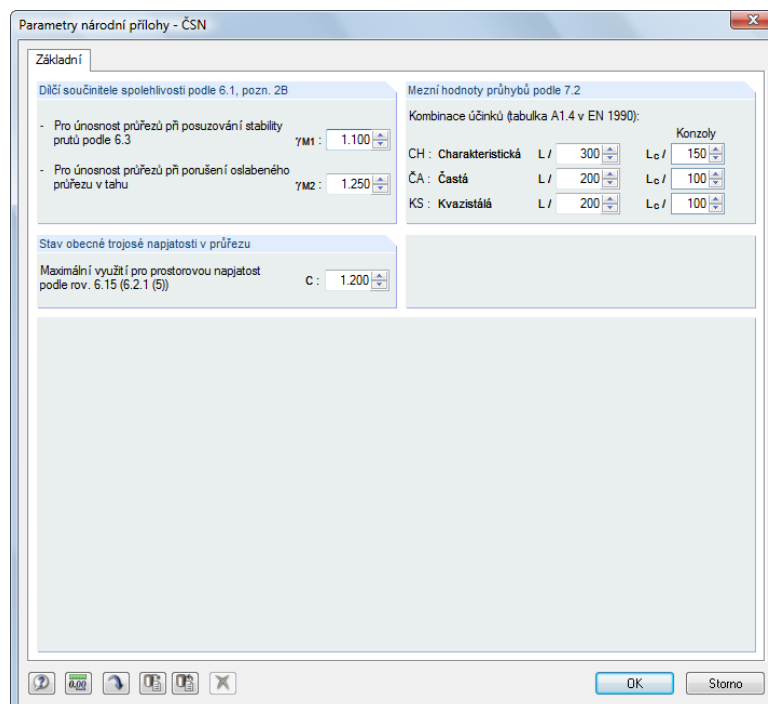 Parametry národní přílohy - ČSN
Základní
Dílčí součinitele spolehlivosti podle 6.1, pozn. 2B
- Pro únosnost průřezů při posuzování stability
prutů podle 6.3 γM1 : 1.100
- Pro únosnost průřezů při porušení oslabeného
průřezu v tahu γM2 : 1.250
Mezní hodnoty průhybů podle 7.2
Kombinace účinků (tabulka A1.4 v EN 1990):
Konzoly
CH : Charakteristická L / 300 Lc / 150
ČA : Častá L / 200 Lc / 100
KS : Kvazistálá L / 200 Lc / 100
Stav obecné trojosé napjatosti v průřezu
Maximální využití pro prostorovou napjatost
podle rov. 6.15 (6.2.1 (5)) C : 1.200
0.00
OK
Storno